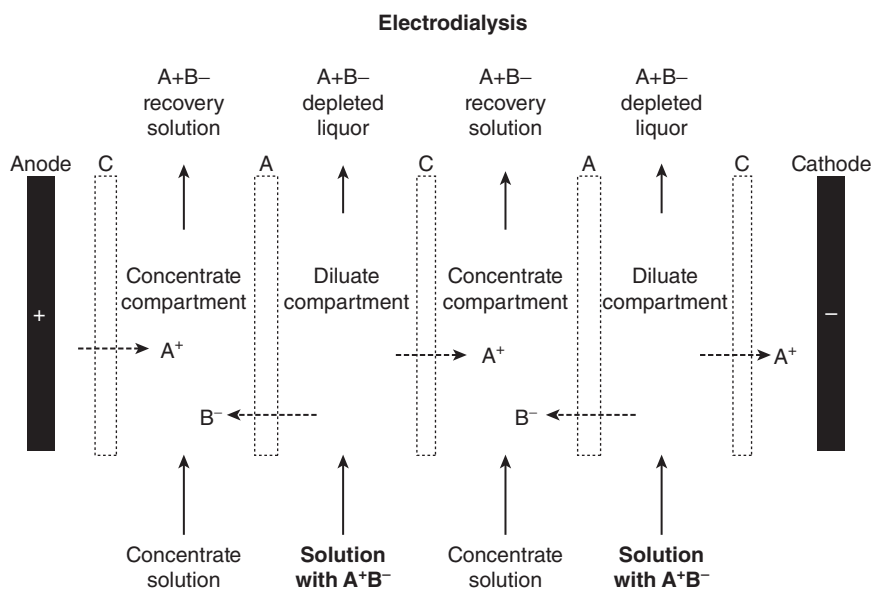 Electrodialysis
A+B–
recovery
solution
A+B–
depleted
liquor
A+B–
recovery
solution
A+B–
depleted
liquor
Anode
C
A
C
A
C
Cathode
Concentrate
compartment
Diluate
compartment
Concentrate
compartment
Diluate
compartment
+
–
A⁺
A⁺
A⁺
B⁻
B⁻
Concentrate
solution
Solution
with A⁺B⁻
Concentrate
solution
Solution
with A⁺B⁻